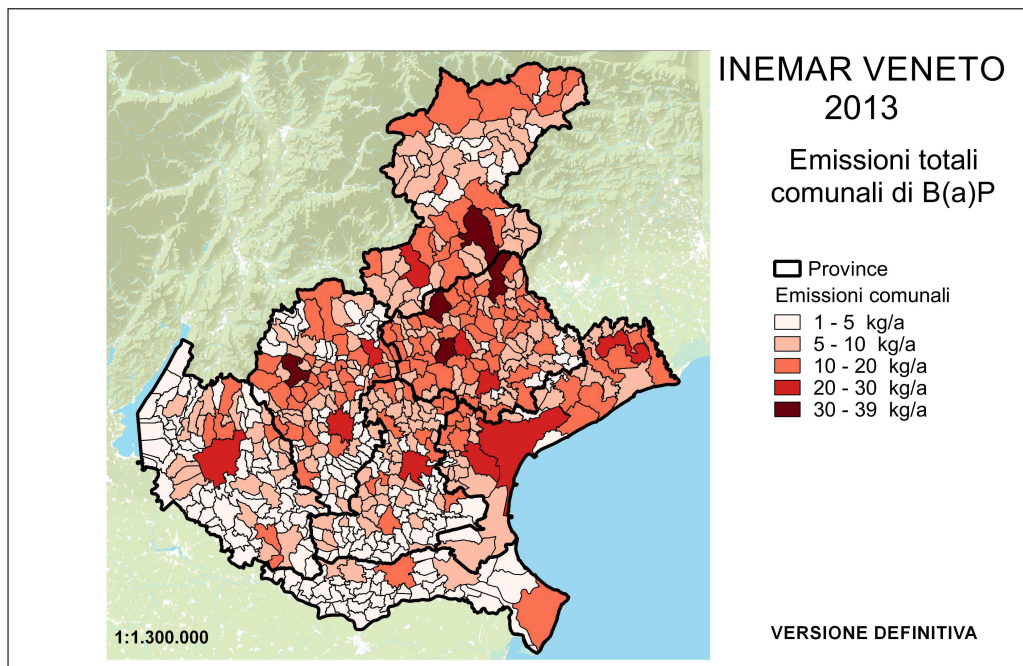 INEMAR VENETO
2013
Emissioni totali
comunali di B(a)P
Province
Emissioni comunali
1 - 5 kg/a
5 - 10 kg/a
10 - 20 kg/a
20 - 30 kg/a
30 - 39 kg/a
1:1.300.000
VERSIONE DEFINITIVA